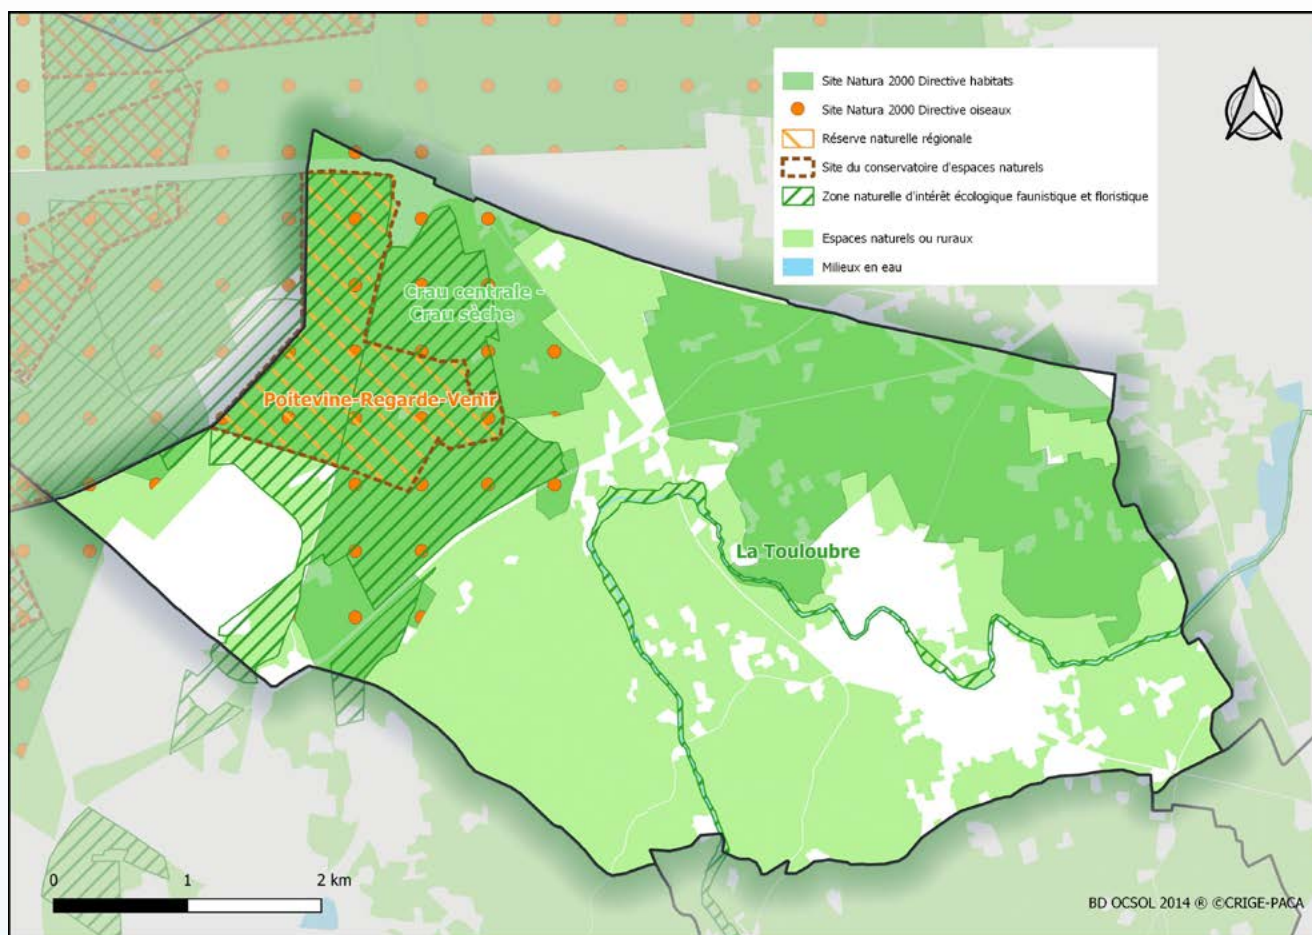 Site Natura 2000 Directive habitats
Site Natura 2000 Directive oiseaux
Réserve naturelle régionale
Site du conservatoire d'espaces naturels
Zone naturelle d'intérêt écologique faunistique et floristique
Espaces naturels ou ruraux
Milieux en eau
Crau centrale -
Crau sèche
Poitevine-Regarde-Venir
La Touloubre
0 1 2 km
BD OCSOL 2014 ® ©CRIGE-PACA